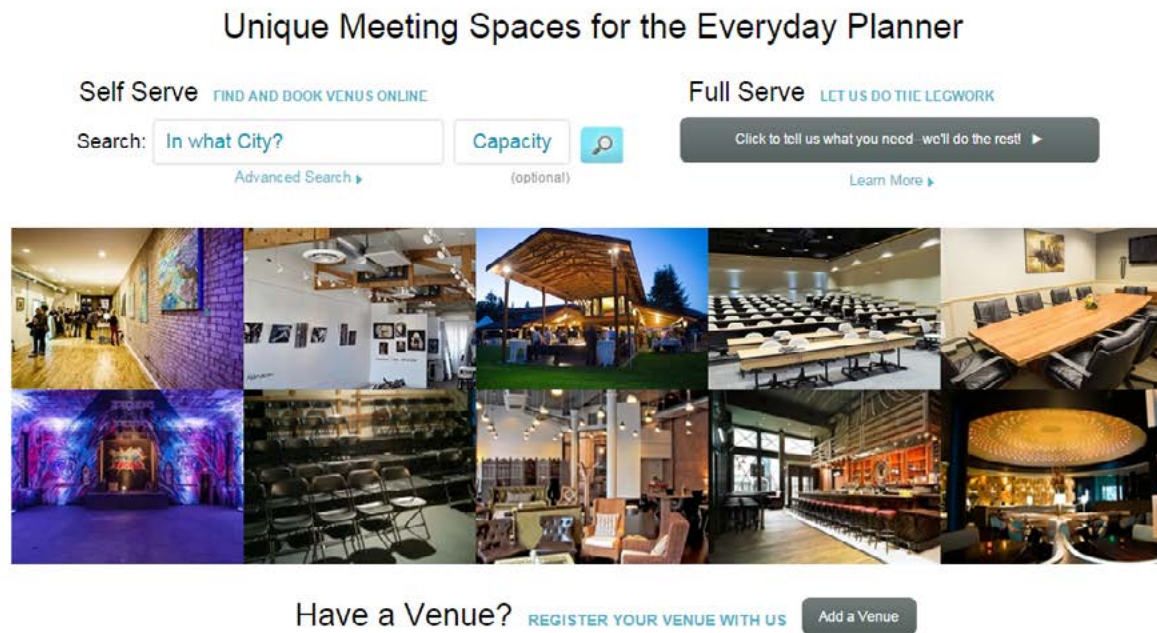 Unique Meeting Spaces for the Everyday Planner
Self Serve FIND AND BOOK VENUS ONLINE
Search: In what City? Capacity
Advanced Search (optional)
Full Serve LET US DO THE LEGWORK
Click to tell us what you need--we'll do the rest!
Learn More
Have a Venue? REGISTER YOUR VENUE WITH US Add a Venue